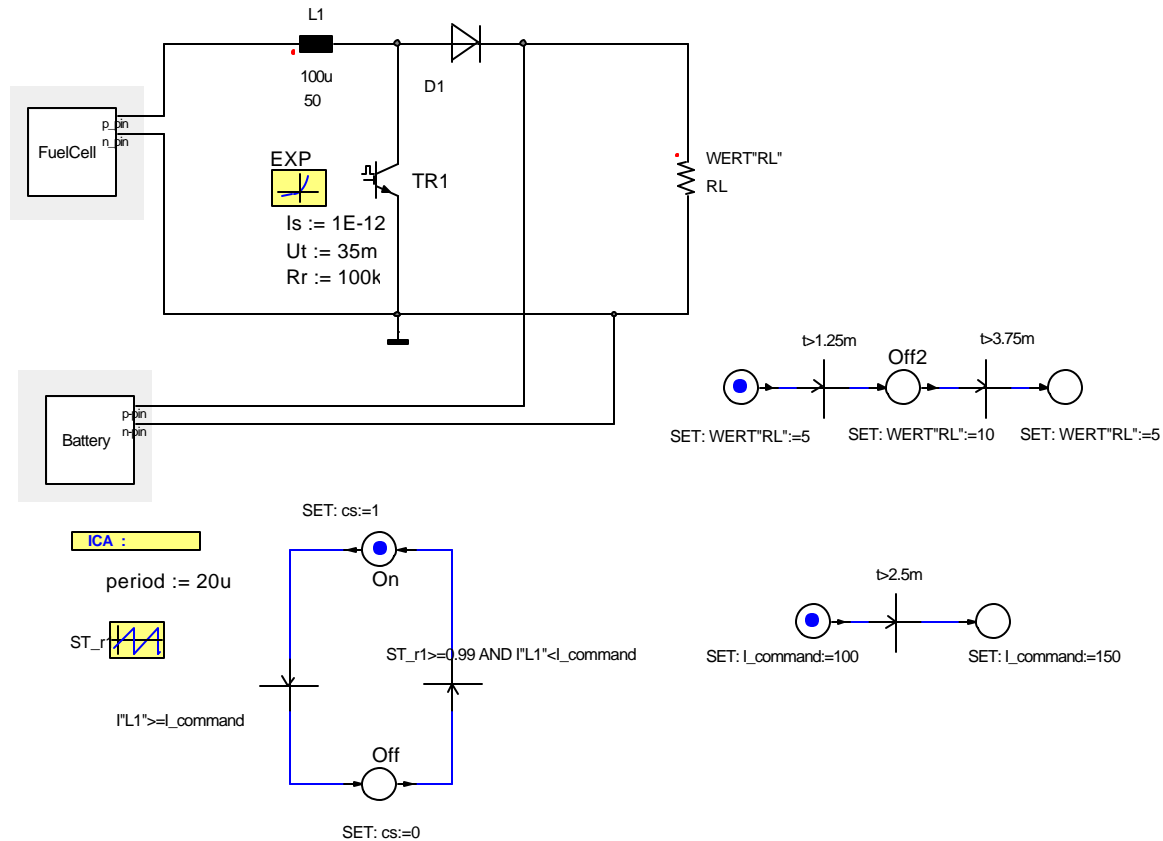 L1
100u
50
D1
p_pin
n_pin
FuelCell
EXP
TR1
Is := 1E-12
Ut := 35m
Rr := 100k
WERT"RL"
RL
p-pin
n-pin
Battery
t>1.25m
Off2
t>3.75m
SET: WERT"RL":=5
SET: WERT"RL":=10
SET: WERT"RL":=5
SET: cs:=1
On
ICA :
period := 20u
ST_r1
ST_r1>=0.99 AND I"L1"<I_command
I"L1">=I_command
Off
SET: cs:=0
t>2.5m
SET: I_command:=100
SET: I_command:=150